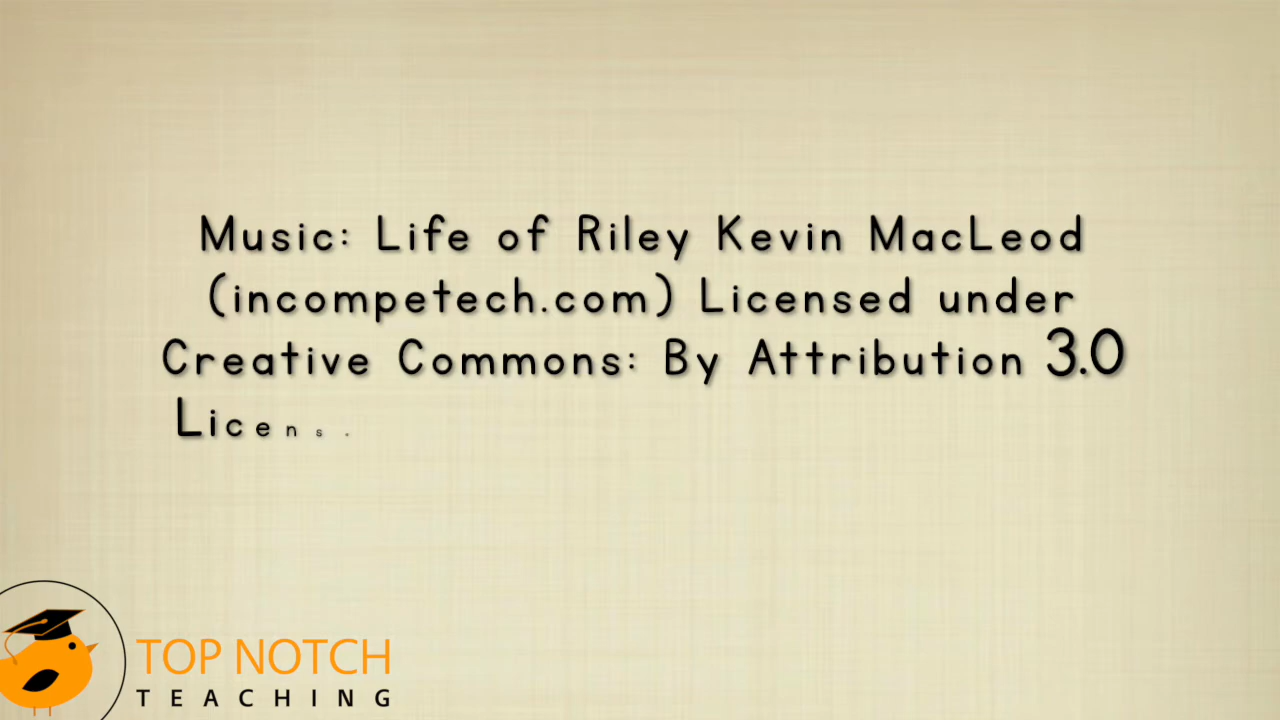 Music: Life of Riley Kevin MacLeod
(incompetech.com) Licensed under
Creative Commons: By Attribution 3.0
Licens.
TOP NOTCH
TEACHING